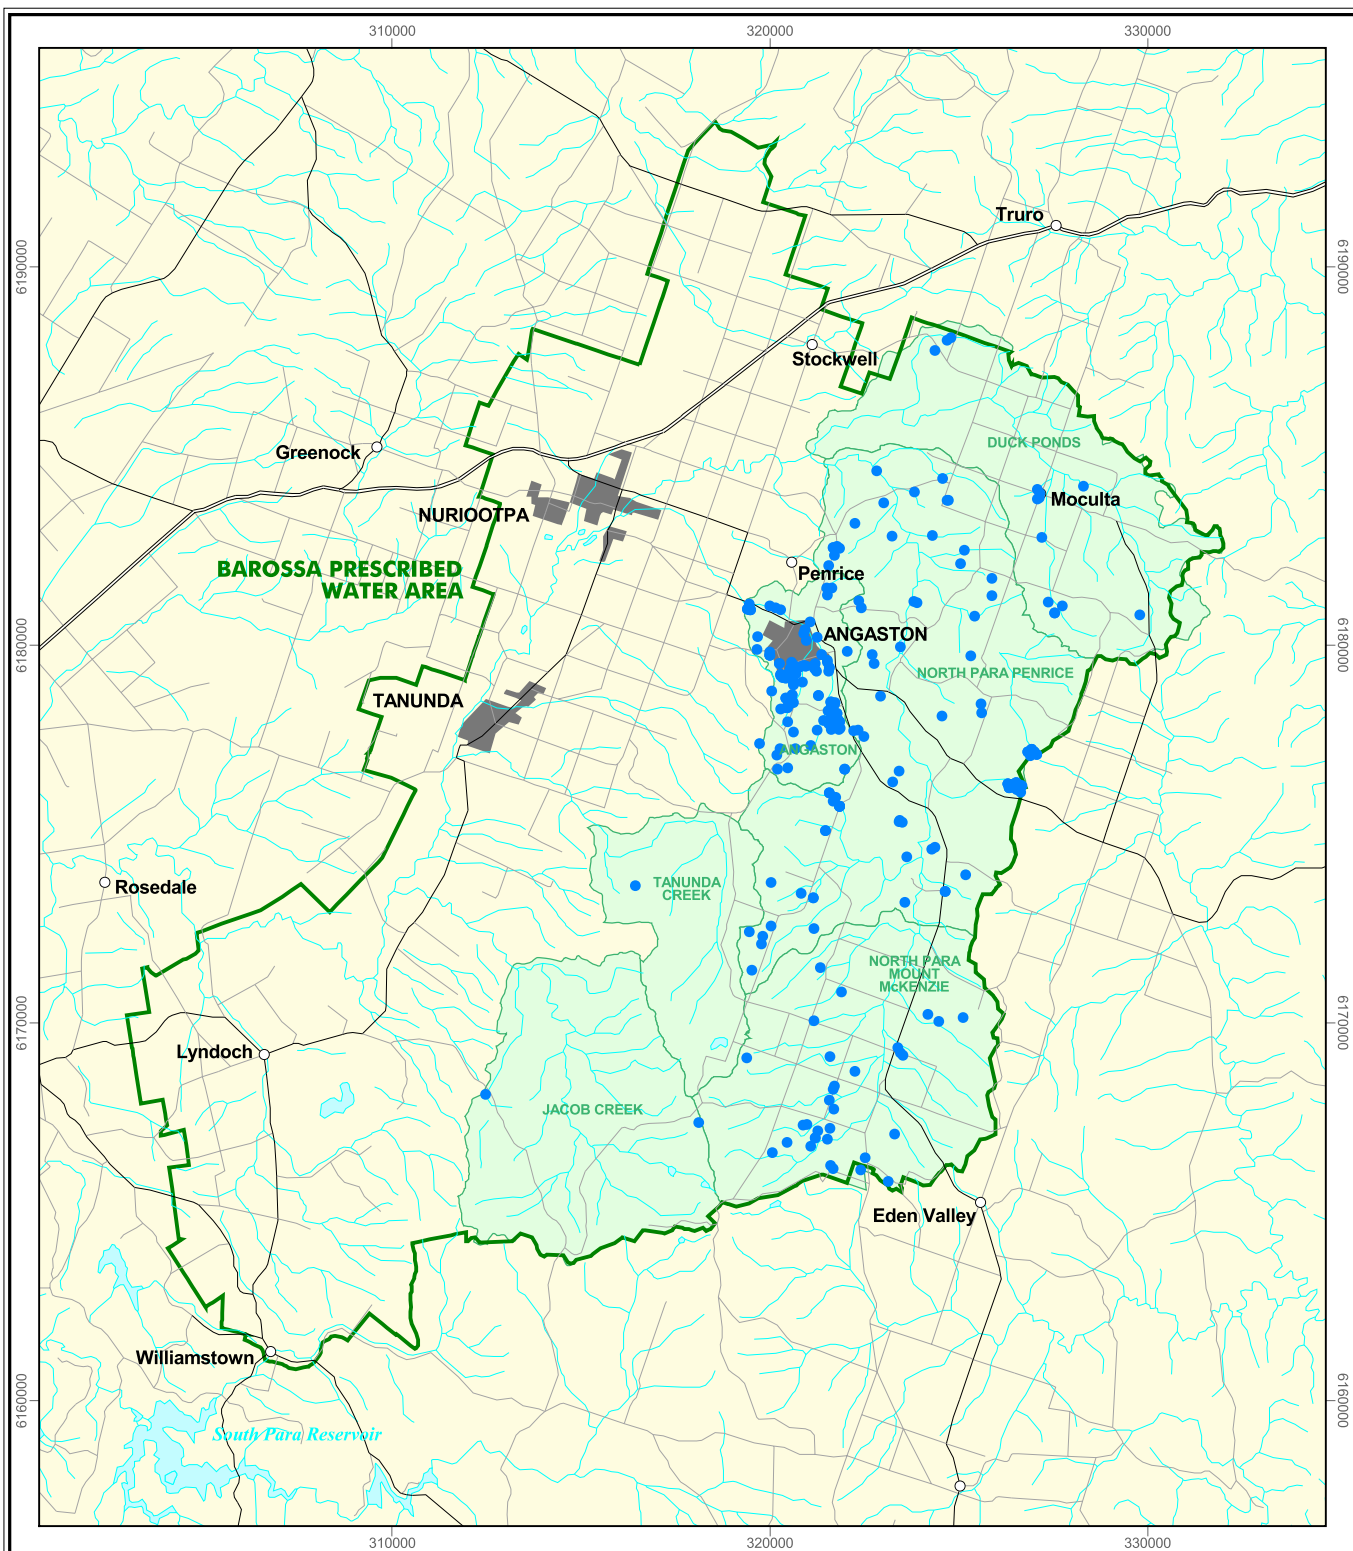 310000
320000
330000
6190000
6190000
Truro
Stockwell
DUCK PONDS
Greenock
Moculta
NURIOOTPA
BAROSSA PRESCRIBED
WATER AREA
Penrice
6180000
6180000
ANGASTON
NORTH PARA PENRICE
TANUNDA
ANGASTON
Rosedale
TANUNDA
CREEK
NORTH PARA
MOUNT
McKENZIE
6170000
6170000
Lyndoch
JACOB CREEK
Eden Valley
Williamstown
6160000
6160000
South Para Reservoir
310000
320000
330000